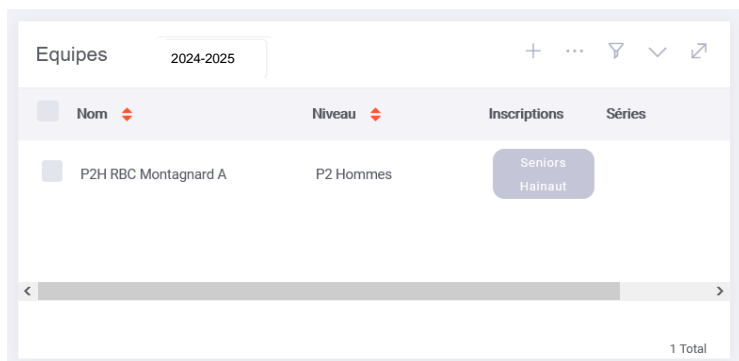 Equipes 2024-2025
Nom Niveau Inscriptions Séries
P2H RBC Montagnard A P2 Hommes Seniors
Hainaut
1 Total